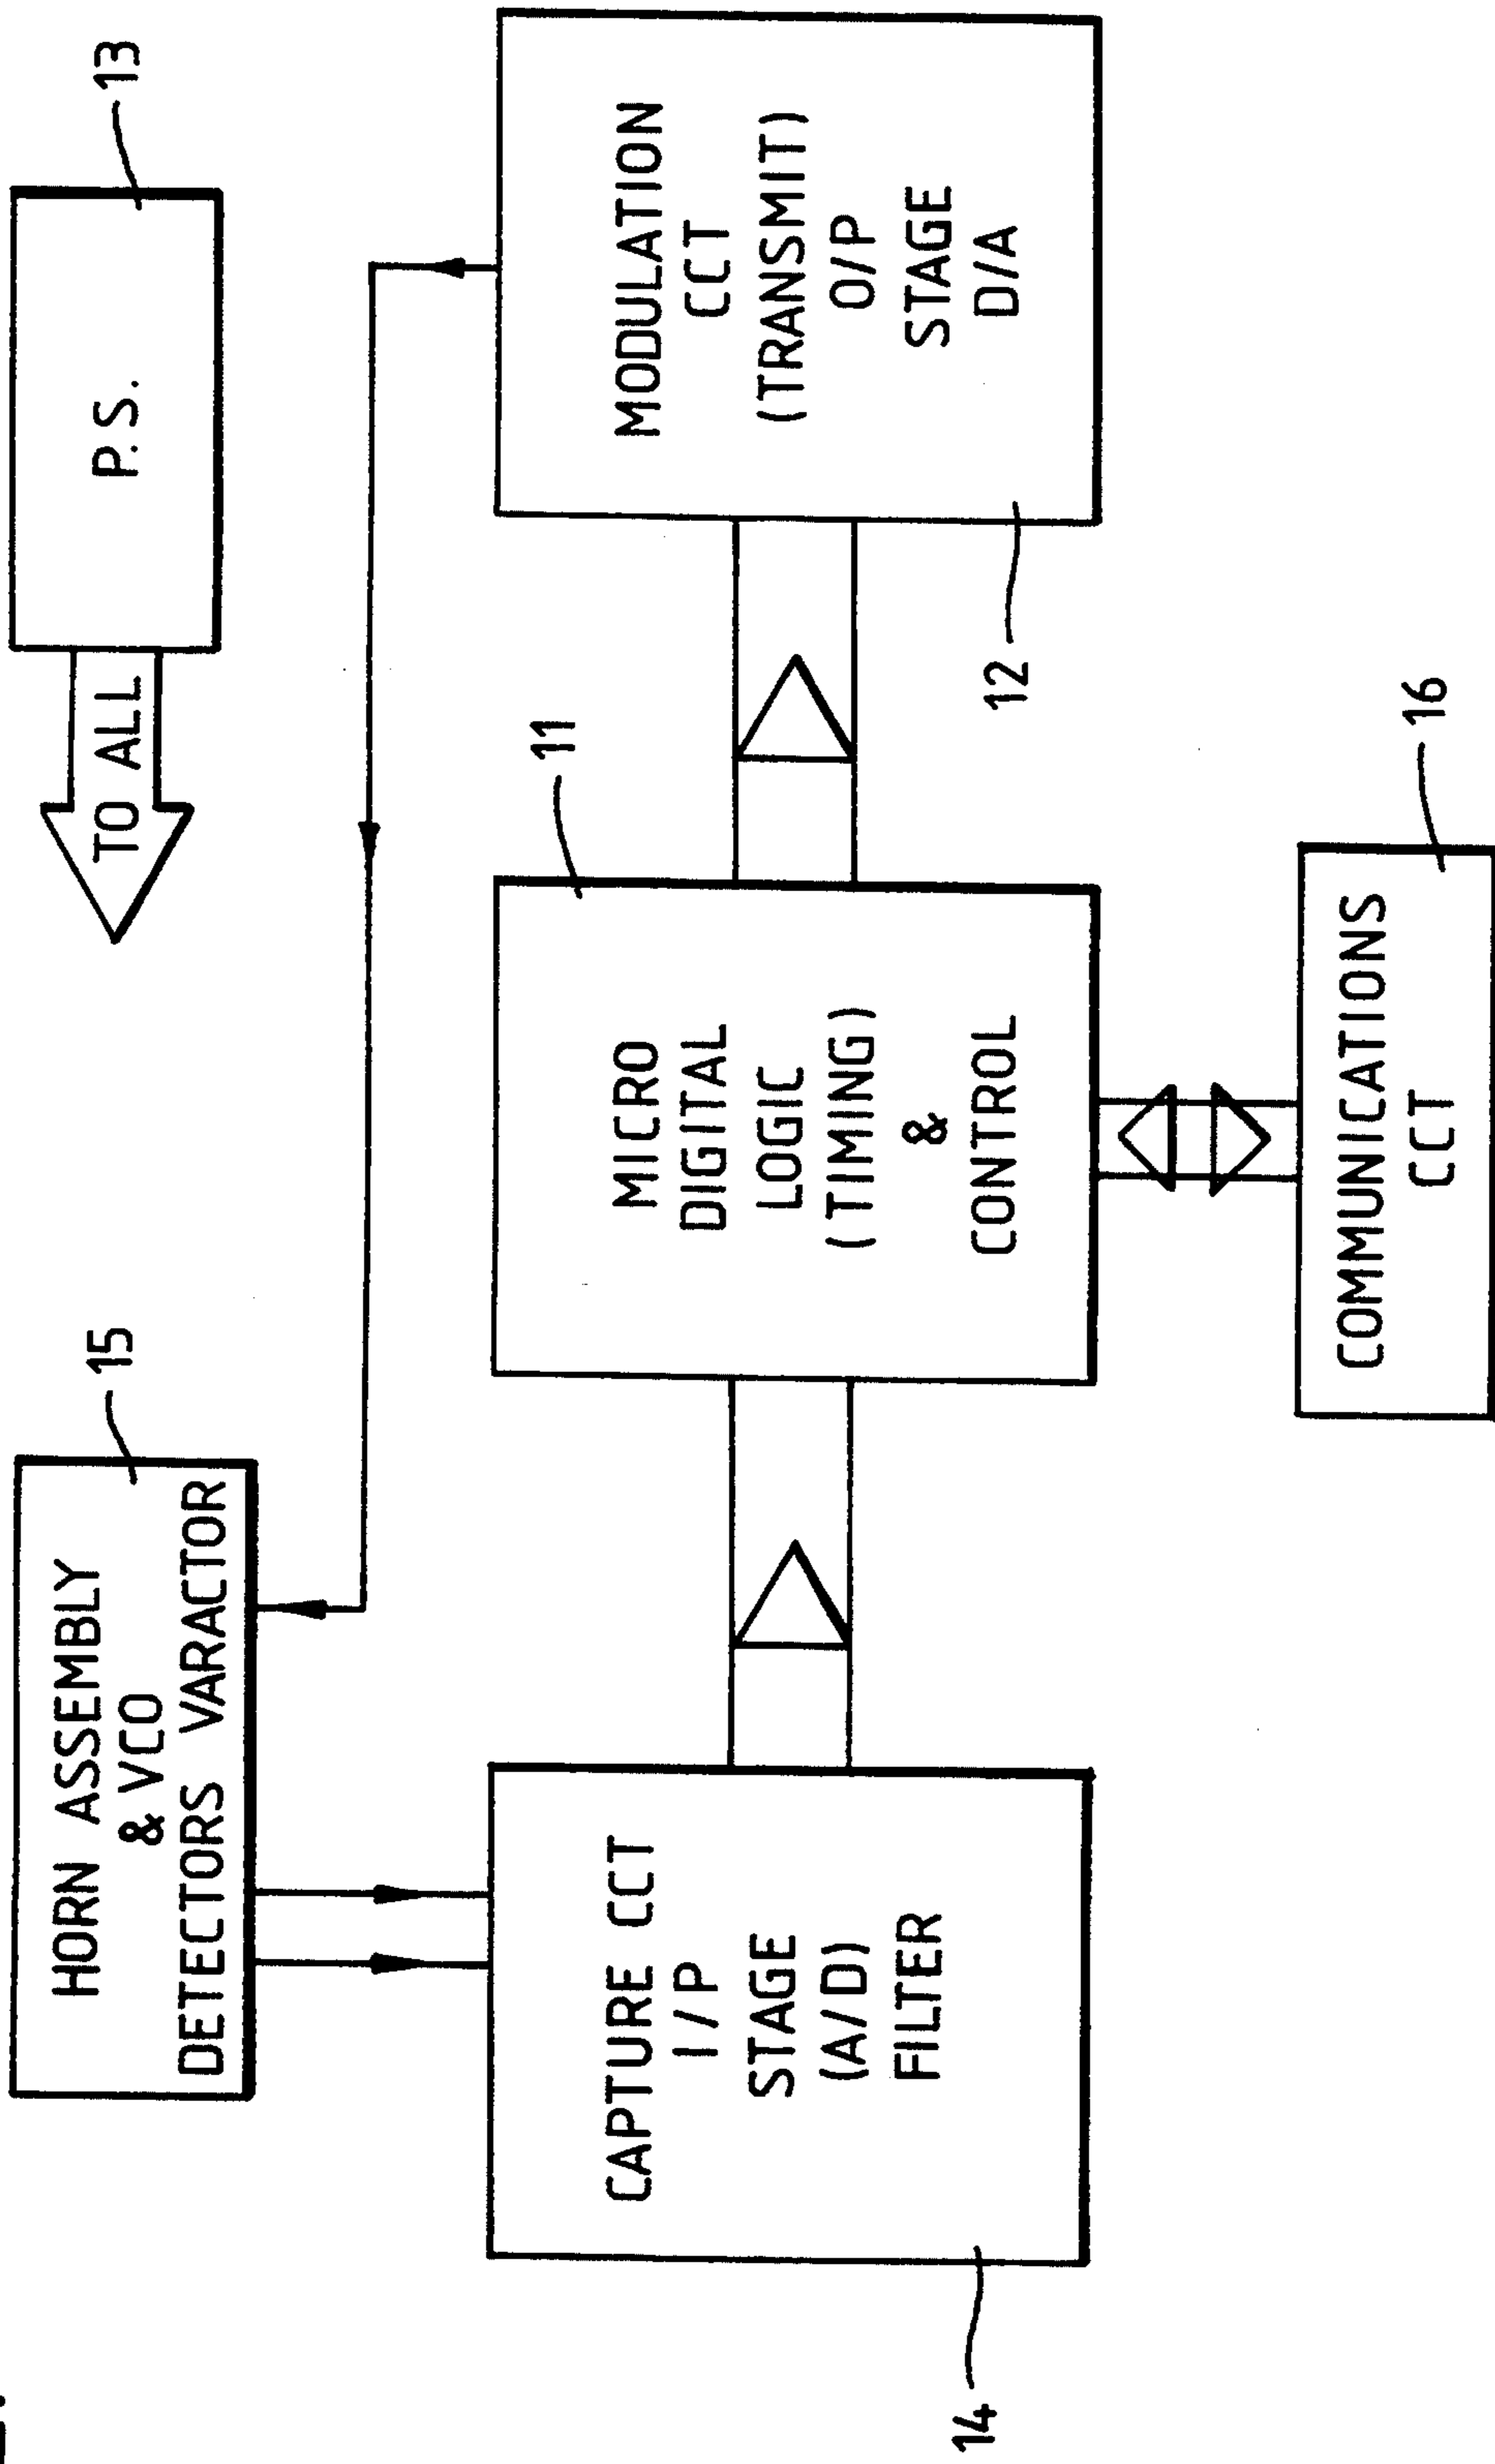 HORN ASSEMBLY
& VCO
DETECTORS VARACTOR
15
TO ALL
P.S.
13
CAPTURE CCT
I/P
STAGE
(A/D)
FILTER
14
MICRO
DIGITAL
LOGIC
(TIMING)
&
CONTROL
11
MODULATION
CCT
(TRANSMIT)
O/P
STAGE
D/A
12
COMMUNICATIONS
CCT
16